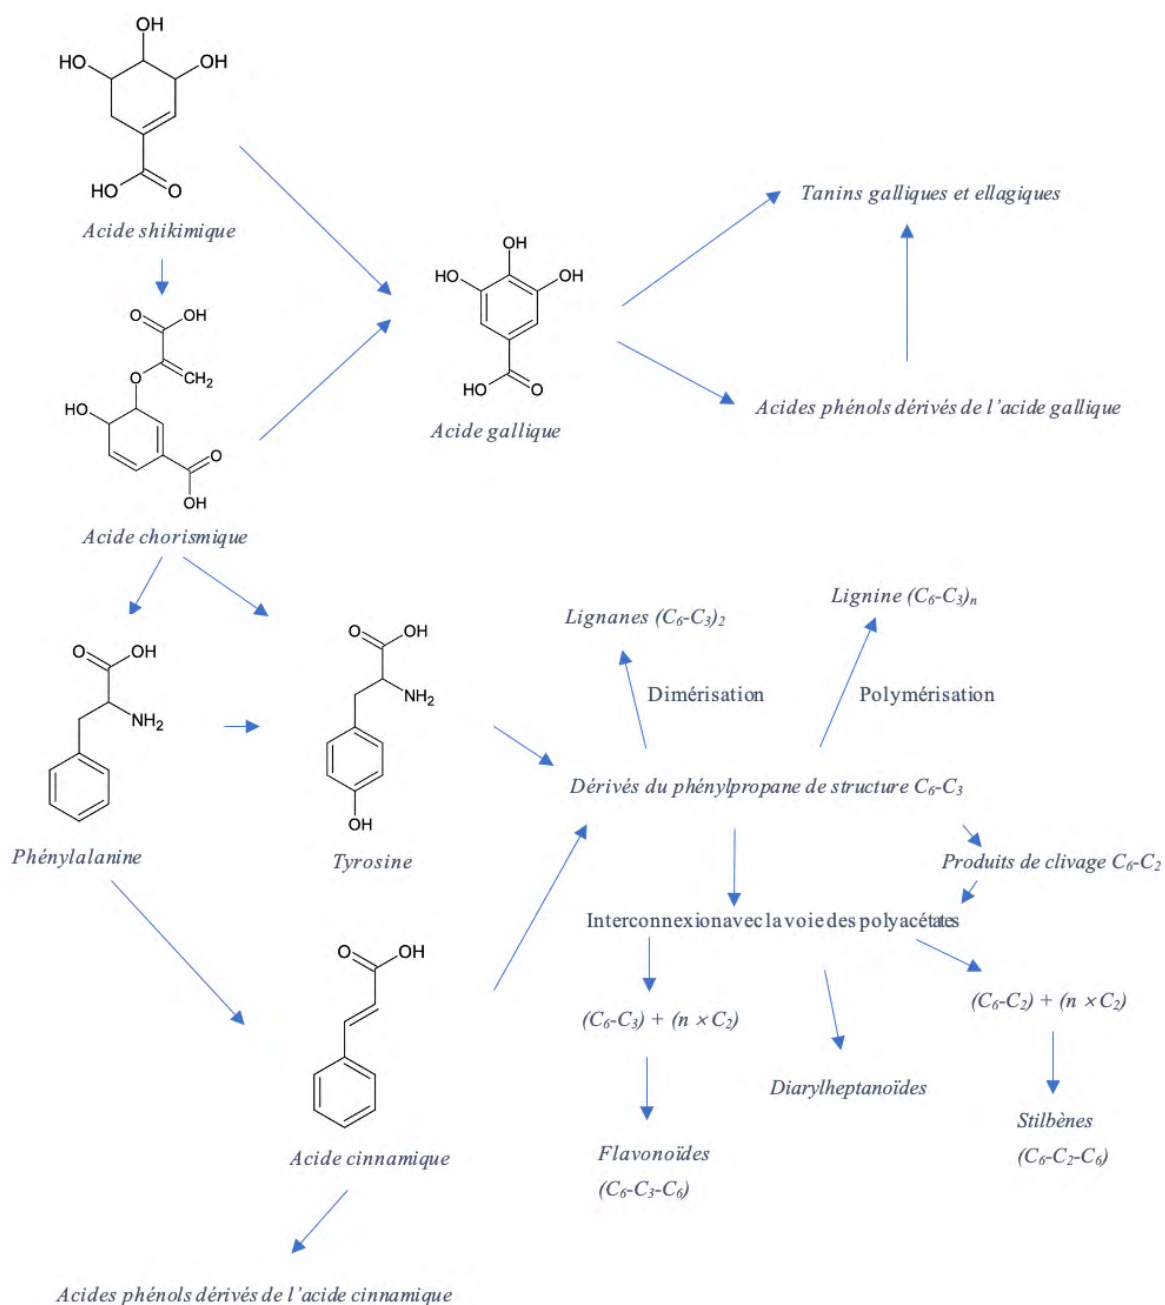 OH
HO
OH
HO
O
Acide shikimique
Tanins galliques et ellagiques
OH
HO
OH
HO
O
Acide gallique
Acides phénols dérivés de l'acide gallique
O
OH
O
CH2
HO
O
OH
Acide chorismique
Lignanes (C6-C3)2
Lignine (C6-C3)n
Dimérisation
Polymérisation
O
OH
NH2
Phénylalanine
O
OH
NH2
OH
Tyrosine
Dérivés du phénylpropane de structure C6-C3
Produits de clivage C6-C2
Interconnexion avec la voie des polyacétates
O
OH
Acide cinnamique
(C6-C3) + (n × C2)
(C6-C2) + (n × C2)
Diarylheptanoïdes
Flavonoïdes
(C6-C3-C6)
Stilbènes
(C6-C2-C6)
Acides phénols dérivés de l'acide cinnamique